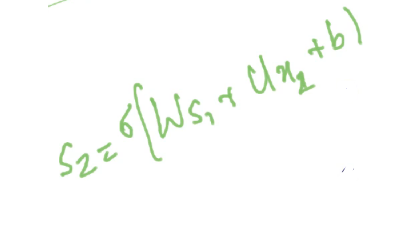 S₂ = σ(WS₁ + Ux₂ + b)